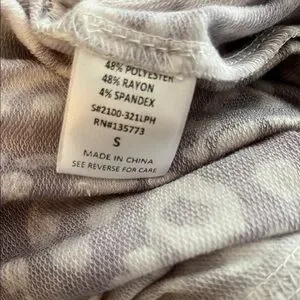 48% POLYESTER
48% RAYON
4% SPANDEX
S#2100-321LPH
RN#135773
S
MADE IN CHINA
SEE REVERSE FOR CARE